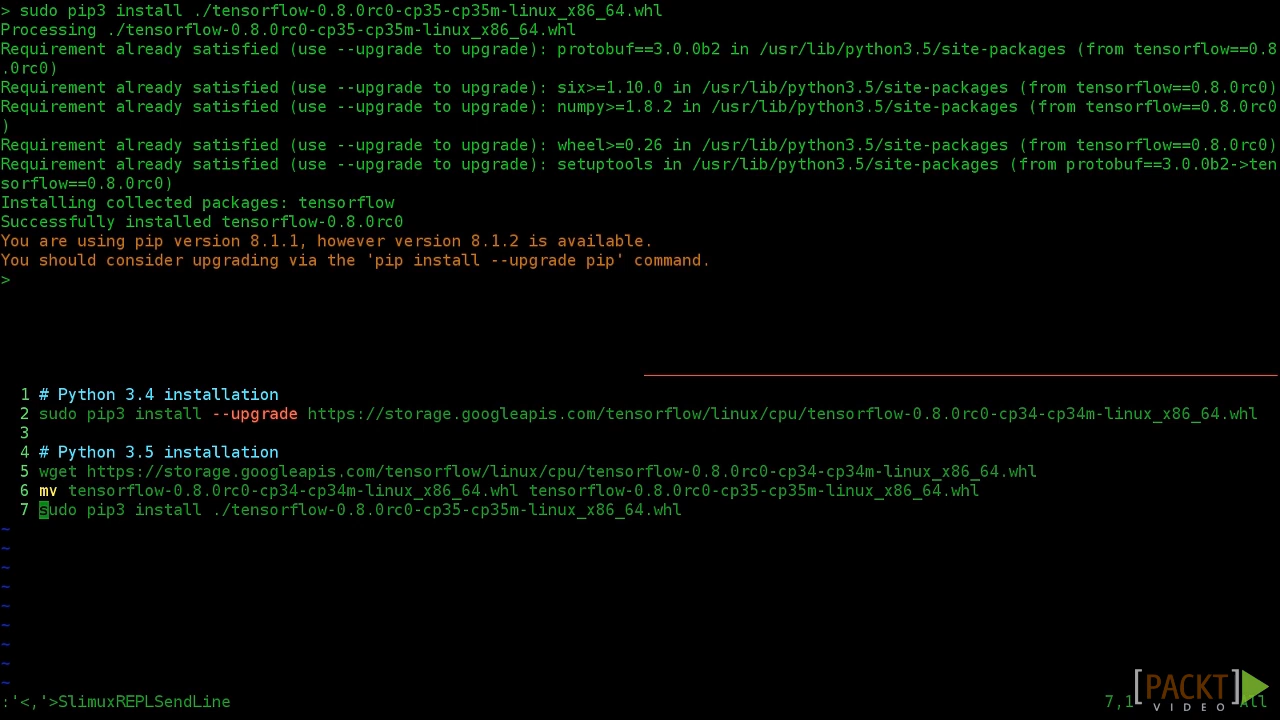 > sudo pip3 install ./tensorflow-0.8.0rc0-cp35-cp35m-linux_x86_64.whl
Processing ./tensorflow-0.8.0rc0-cp35-cp35m-linux_x86_64.whl
Requirement already satisfied (use --upgrade to upgrade): protobuf==3.0.0b2 in /usr/lib/python3.5/site-packages (from tensorflow==0.8
.0rc0)
Requirement already satisfied (use --upgrade to upgrade): six>=1.10.0 in /usr/lib/python3.5/site-packages (from tensorflow==0.8.0rc0)
Requirement already satisfied (use --upgrade to upgrade): numpy>=1.8.2 in /usr/lib/python3.5/site-packages (from tensorflow==0.8.0rc0
)
Requirement already satisfied (use --upgrade to upgrade): wheel>=0.26 in /usr/lib/python3.5/site-packages (from tensorflow==0.8.0rc0)
Requirement already satisfied (use --upgrade to upgrade): setuptools in /usr/lib/python3.5/site-packages (from protobuf==3.0.0b2->ten
sorflow==0.8.0rc0)
Installing collected packages: tensorflow
Successfully installed tensorflow-0.8.0rc0
You are using pip version 8.1.1, however version 8.1.2 is available.
You should consider upgrading via the 'pip install --upgrade pip' command.
>
1 # Python 3.4 installation
2 sudo pip3 install --upgrade https://storage.googleapis.com/tensorflow/linux/cpu/tensorflow-0.8.0rc0-cp34-cp34m-linux_x86_64.whl
3
4 # Python 3.5 installation
5 wget https://storage.googleapis.com/tensorflow/linux/cpu/tensorflow-0.8.0rc0-cp34-cp34m-linux_x86_64.whl
6 mv tensorflow-0.8.0rc0-cp34-cp34m-linux_x86_64.whl tensorflow-0.8.0rc0-cp35-cp35m-linux_x86_64.whl
7 sudo pip3 install ./tensorflow-0.8.0rc0-cp35-cp35m-linux_x86_64.whl
~
~
~
~
~
~
~
~
~
:'<,'>SlimuxREPLSendLine 7,1 All
[PACKT]
VIDEO